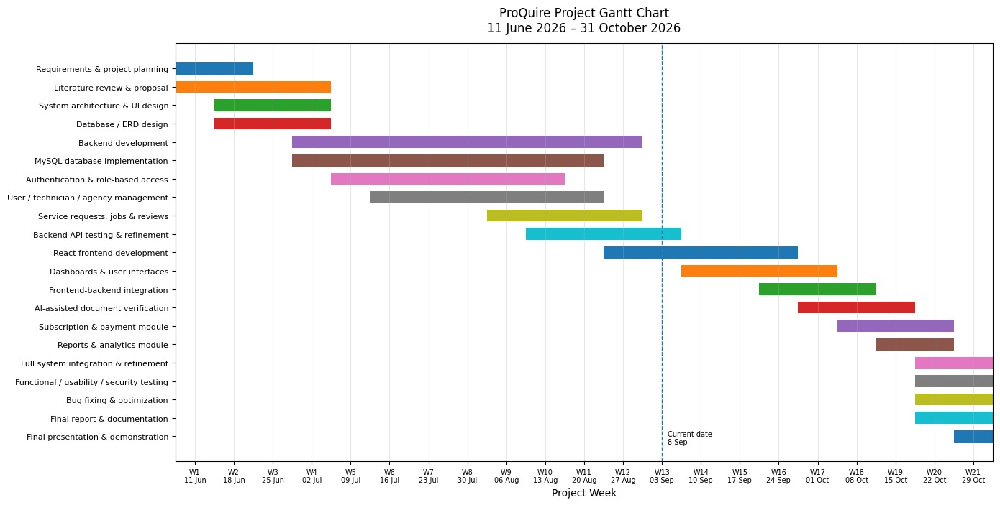 ProQuire Project Gantt Chart
11 June 2026 – 31 October 2026
Requirements & project planning
Literature review & proposal
System architecture & UI design
Database / ERD design
Backend development
MySQL database implementation
Authentication & role-based access
User / technician / agency management
Service requests, jobs & reviews
Backend API testing & refinement
React frontend development
Dashboards & user interfaces
Frontend-backend integration
AI-assisted document verification
Subscription & payment module
Reports & analytics module
Full system integration & refinement
Functional / usability / security testing
Bug fixing & optimization
Final report & documentation
Final presentation & demonstration
Current date
8 Sep
W1 W2 W3 W4 W5 W6 W7 W8 W9 W10 W11 W12 W13 W14 W15 W16 W17 W18 W19 W20 W21
11 Jun 18 Jun 25 Jun 02 Jul 09 Jul 16 Jul 23 Jul 30 Jul 06 Aug 13 Aug 20 Aug 27 Aug 03 Sep 10 Sep 17 Sep 24 Sep 01 Oct 08 Oct 15 Oct 22 Oct 29 Oct
Project Week